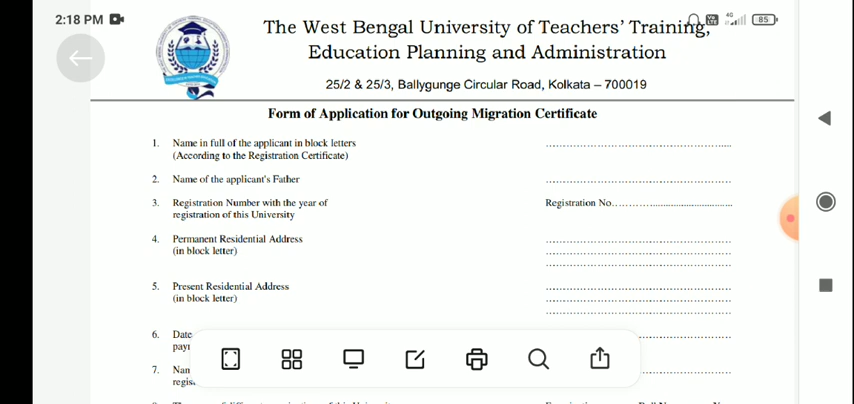 2:18 PM
4G
85
The West Bengal University of Teachers' Training,
Education Planning and Administration
25/2 & 25/3, Ballygunge Circular Road, Kolkata – 700019
Form of Application for Outgoing Migration Certificate
1. Name in full of the applicant in block letters
(According to the Registration Certificate)
2. Name of the applicant's Father
3. Registration Number with the year of Registration No.
registration of this University
4. Permanent Residential Address
(in block letter)
5. Present Residential Address
(in block letter)
6. Date
7.